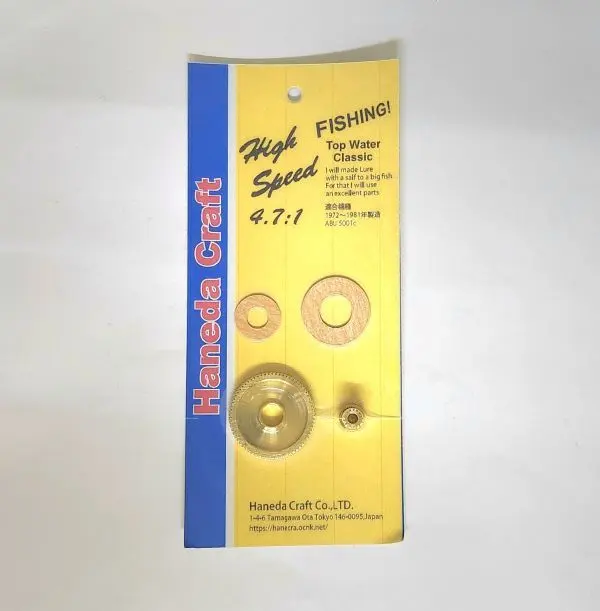 Haneda Craft
High
Speed
4.7:1
FISHING!
Top Water
Classic
I will made Lure
with a salf to a big fish
For that I will use
an excellent parts
適合機種
1972～1981年製造
ABU 5001c
Haneda Craft Co.,LTD.
1-4-6 Tamagawa Ota Tokyo 146-0095,Japan
https://hanecra.ocnk.net/